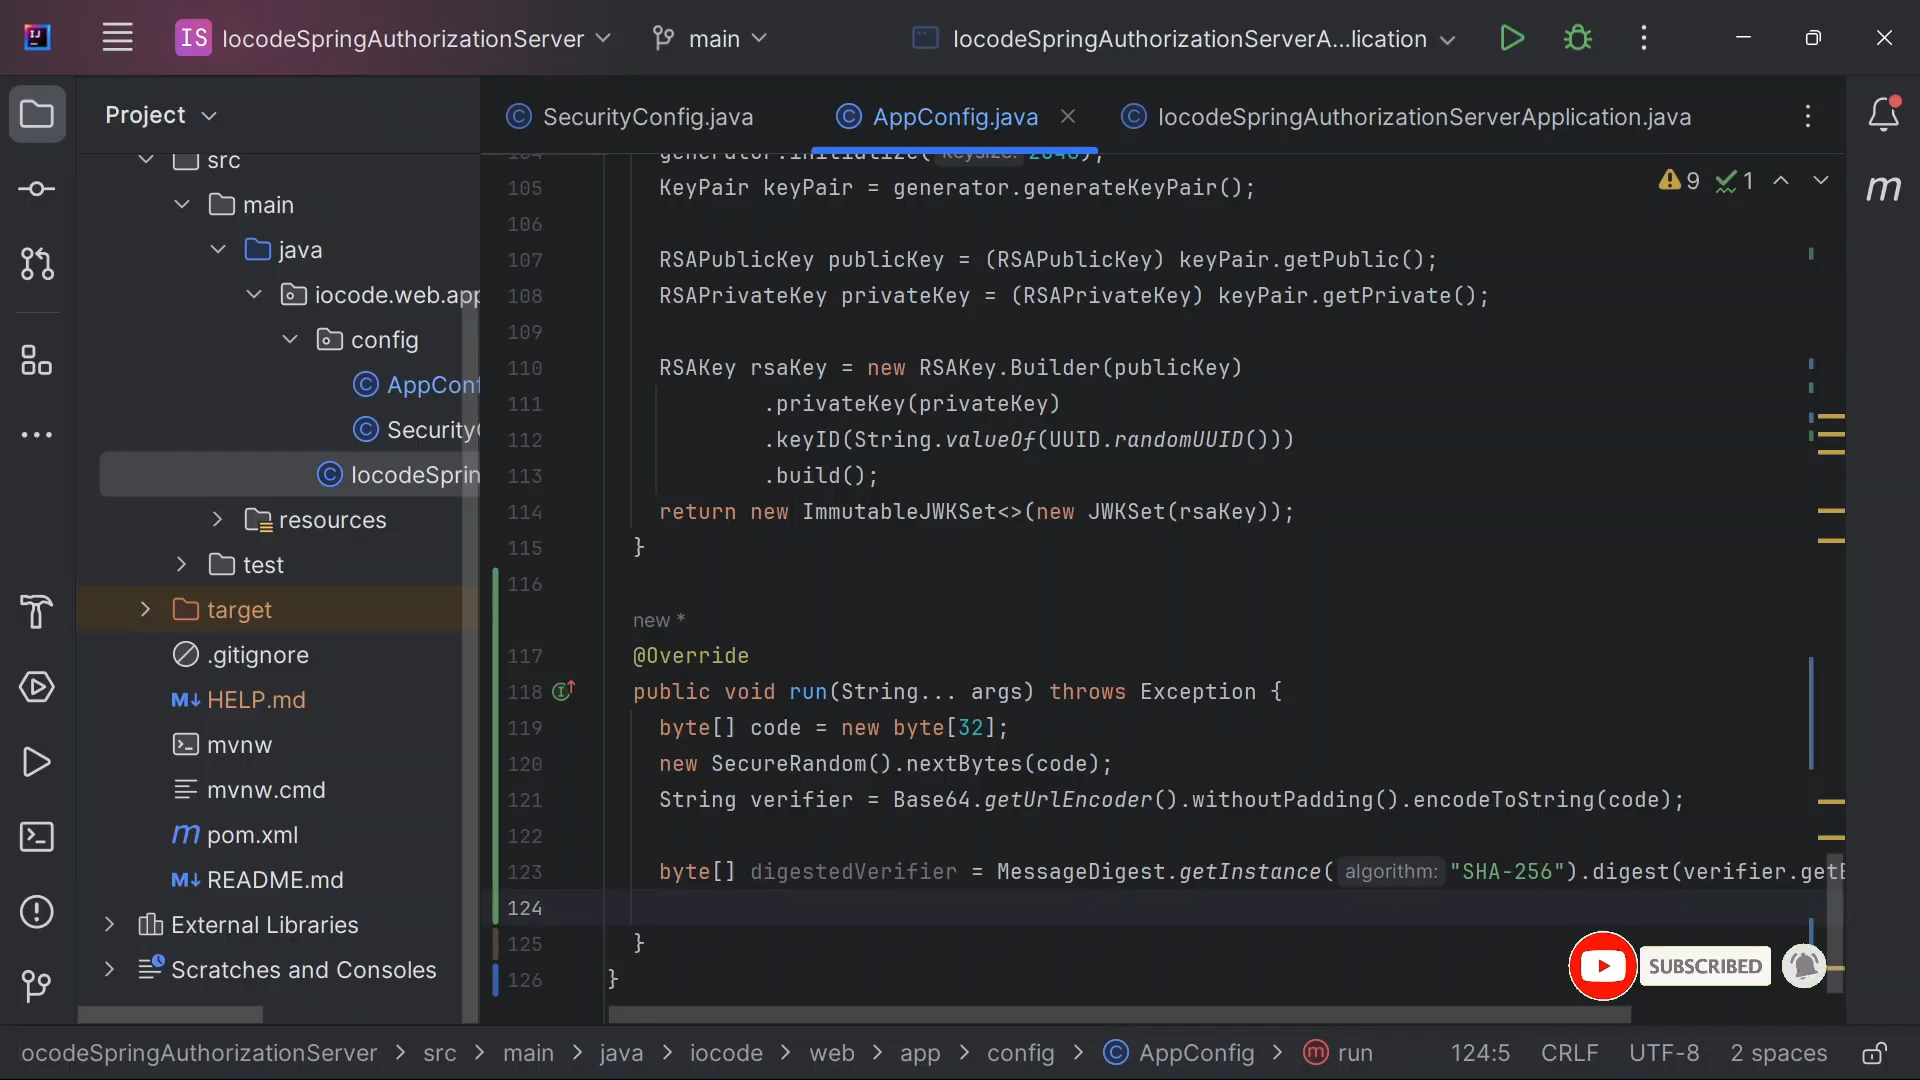 IS IocodeSpringAuthorizationServer main IocodeSpringAuthorizationServerA...lication
Project
SecurityConfig.java AppConfig.java IocodeSpringAuthorizationServerApplication.java
src
main
java
iocode.web.app
config
AppConf
Security
IocodeSprin
resources
test
target
.gitignore
HELP.md
mvnw
mvnw.cmd
pom.xml
README.md
External Libraries
Scratches and Consoles
9 1
105 KeyPair keyPair = generator.generateKeyPair();
106
107 RSAPublicKey publicKey = (RSAPublicKey) keyPair.getPublic();
108 RSAPrivateKey privateKey = (RSAPrivateKey) keyPair.getPrivate();
109
110 RSAKey rsaKey = new RSAKey.Builder(publicKey)
111 .privateKey(privateKey)
112 .keyID(String.valueOf(UUID.randomUUID()))
113 .build();
114 return new ImmutableJWKSet<>(new JWKSet(rsaKey));
115 }
116
new *
117 @Override
118 public void run(String... args) throws Exception {
119 byte[] code = new byte[32];
120 new SecureRandom().nextBytes(code);
121 String verifier = Base64.getUrlEncoder().withoutPadding().encodeToString(code);
122
123 byte[] digestedVerifier = MessageDigest.getInstance( algorithm: "SHA-256").digest(verifier.getB
124
125 }
126 }
SUBSCRIBED
ocodeSpringAuthorizationServer > src > main > java > iocode > web > app > config > AppConfig > run 124:5 CRLF UTF-8 2 spaces